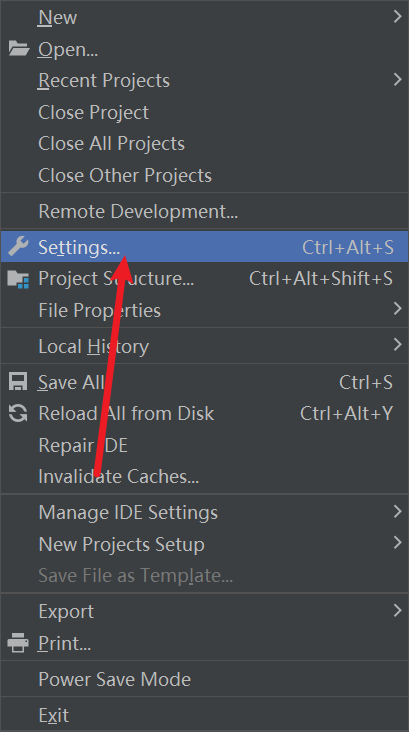 New
Open...
Recent Projects
Close Project
Close All Projects
Close Other Projects
Remote Development...
Settings... Ctrl+Alt+S
Project Structure... Ctrl+Alt+Shift+S
File Properties
Local History
Save All Ctrl+S
Reload All from Disk Ctrl+Alt+Y
Repair IDE
Invalidate Caches...
Manage IDE Settings
New Projects Setup
Save File as Template...
Export
Print...
Power Save Mode
Exit